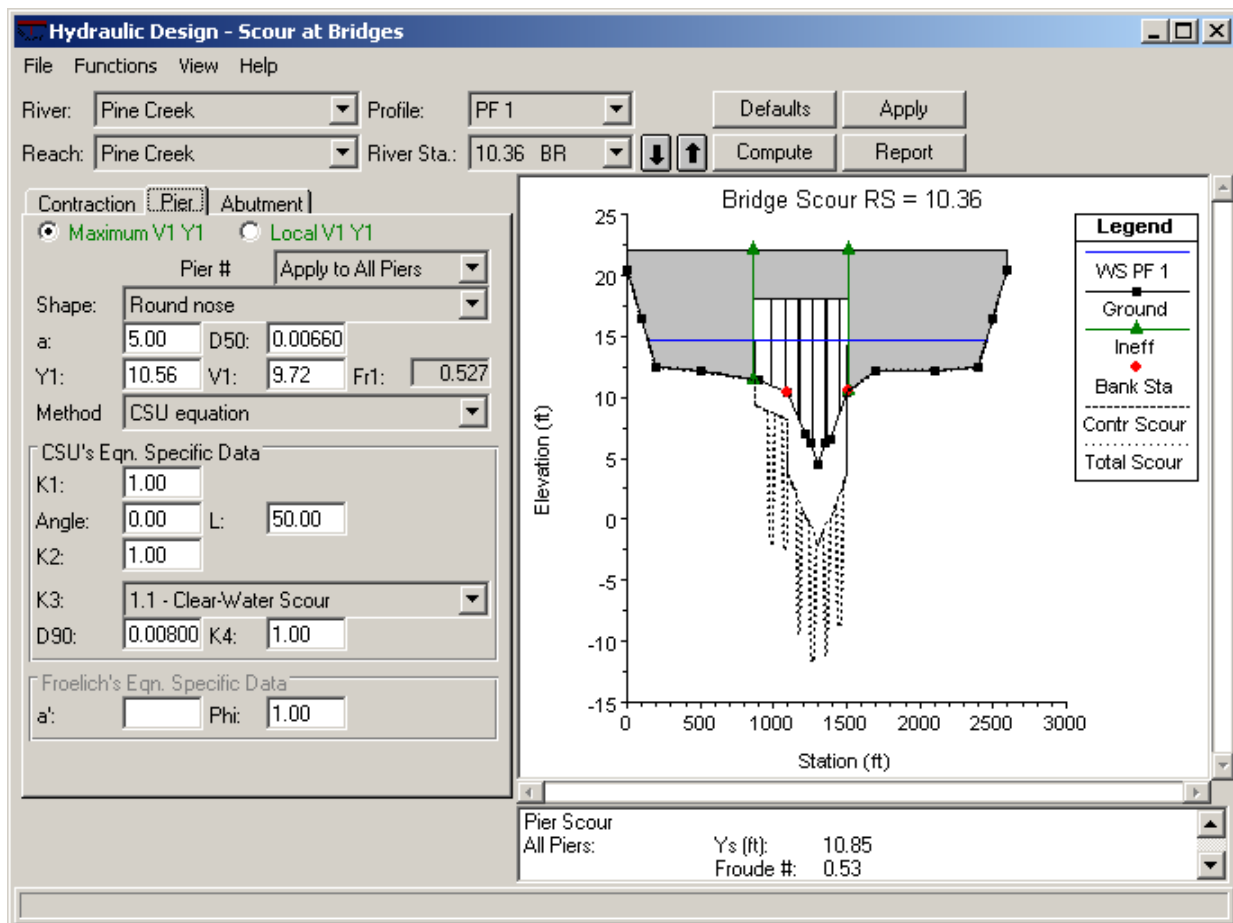 Hydraulic Design - Scour at Bridges
File Functions View Help
River: Pine Creek Profile: PF 1 Defaults Apply
Reach: Pine Creek River Sta.: 10.36 BR Compute Report
Contraction Pier Abutment
Maximum V1 Y1 Local V1 Y1
Pier # Apply to All Piers
Shape: Round nose
a: 5.00 D50: 0.00660
Y1: 10.56 V1: 9.72 Fr1: 0.527
Method CSU equation
CSU's Eqn. Specific Data
K1: 1.00
Angle: 0.00 L: 50.00
K2: 1.00
K3: 1.1 - Clear-Water Scour
D90: 0.00800 K4: 1.00
Froelich's Eqn. Specific Data
a': Phi: 1.00
Bridge Scour RS = 10.36
25
20
15
10
5
0
-5
-10
-15
Elevation (ft)
0 500 1000 1500 2000 2500 3000
Station (ft)
Legend
WS PF 1
Ground
Ineff
Bank Sta
Contr Scour
Total Scour
Pier Scour
All Piers: Ys (ft): 10.85
Froude #: 0.53